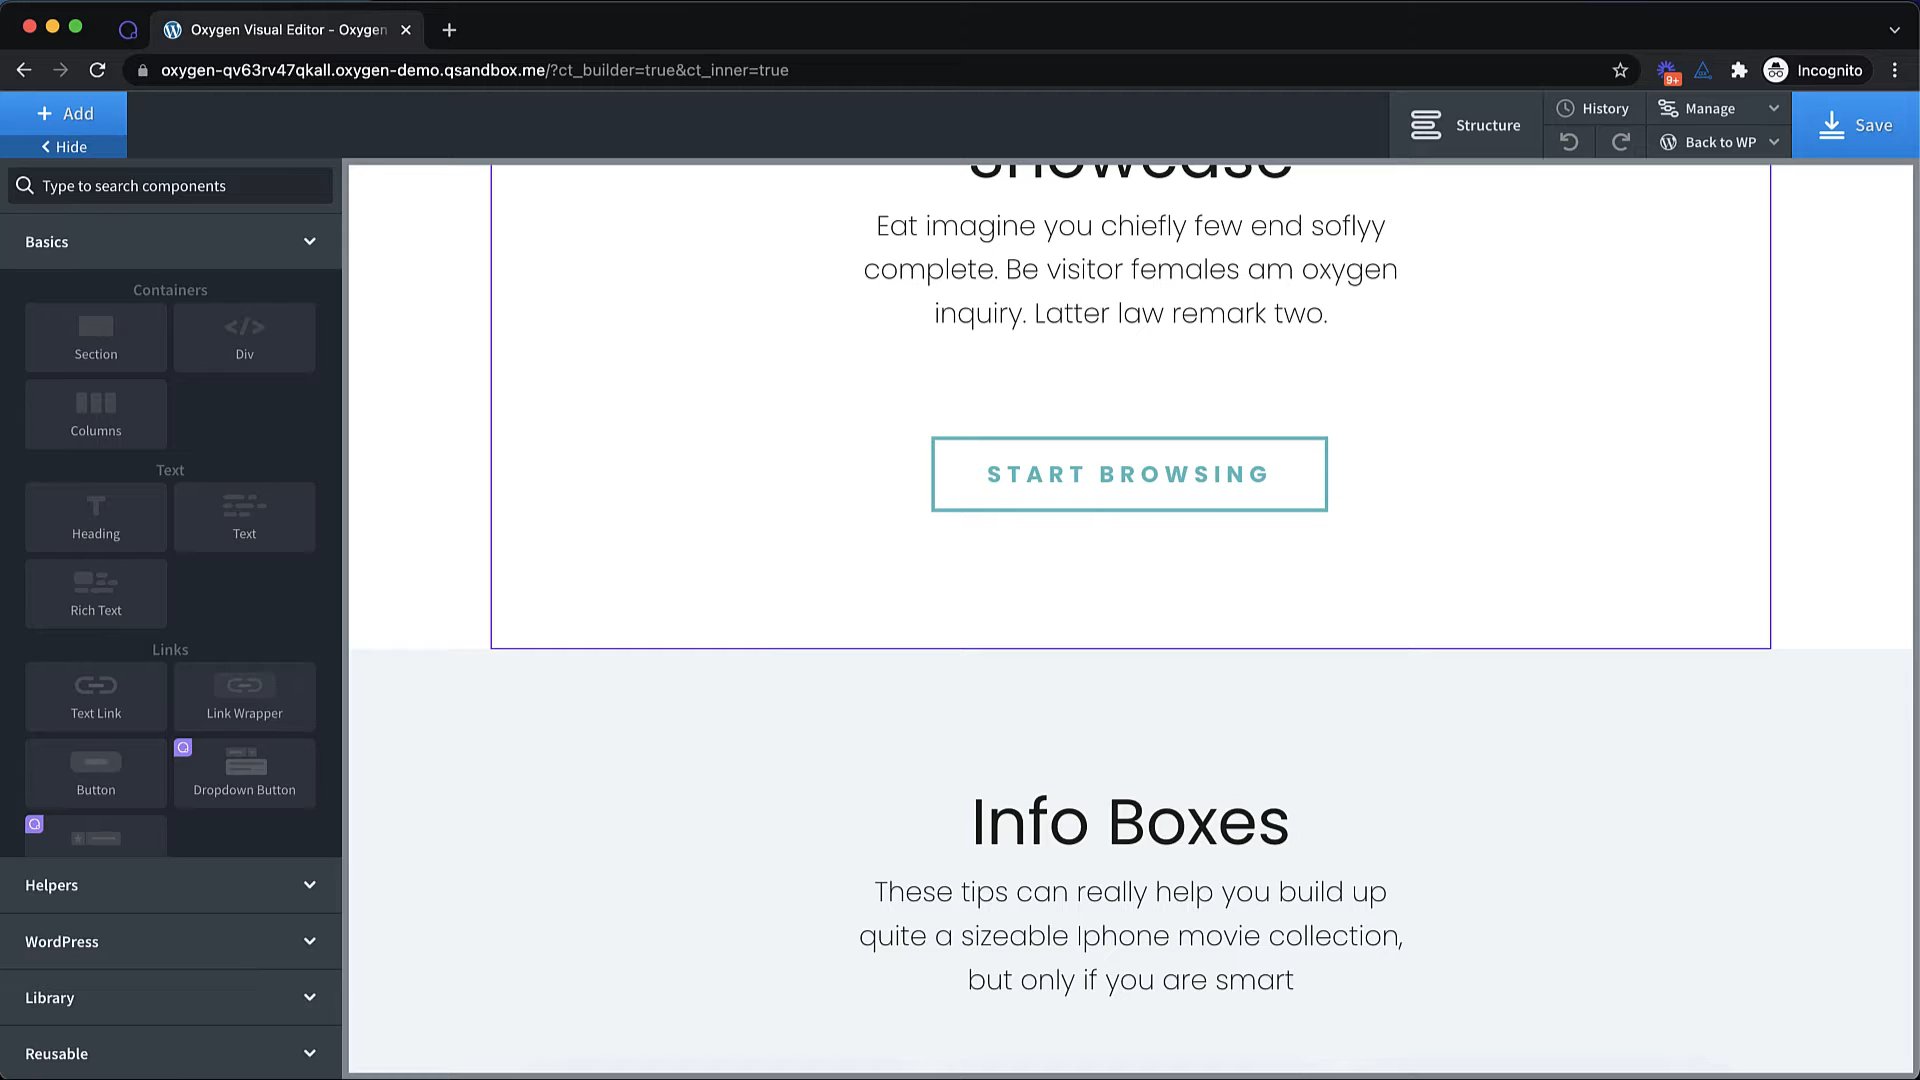 Oxygen Visual Editor - Oxygen
oxygen-qv63rv47qkall.oxygen-demo.qsandbox.me/?ct_builder=true&ct_inner=true
9+
Incognito
+ Add
Hide
Structure
History
Manage
Back to WP
Save
Type to search components
Basics
Containers
Section
Div
Columns
Text
Heading
Text
Rich Text
Links
Text Link
Link Wrapper
Button
Dropdown Button
Helpers
WordPress
Library
Reusable
Showcase
Eat imagine you chiefly few end soflyy
complete. Be visitor females am oxygen
inquiry. Latter law remark two.
START BROWSING
Info Boxes
These tips can really help you build up
quite a sizeable Iphone movie collection,
but only if you are smart